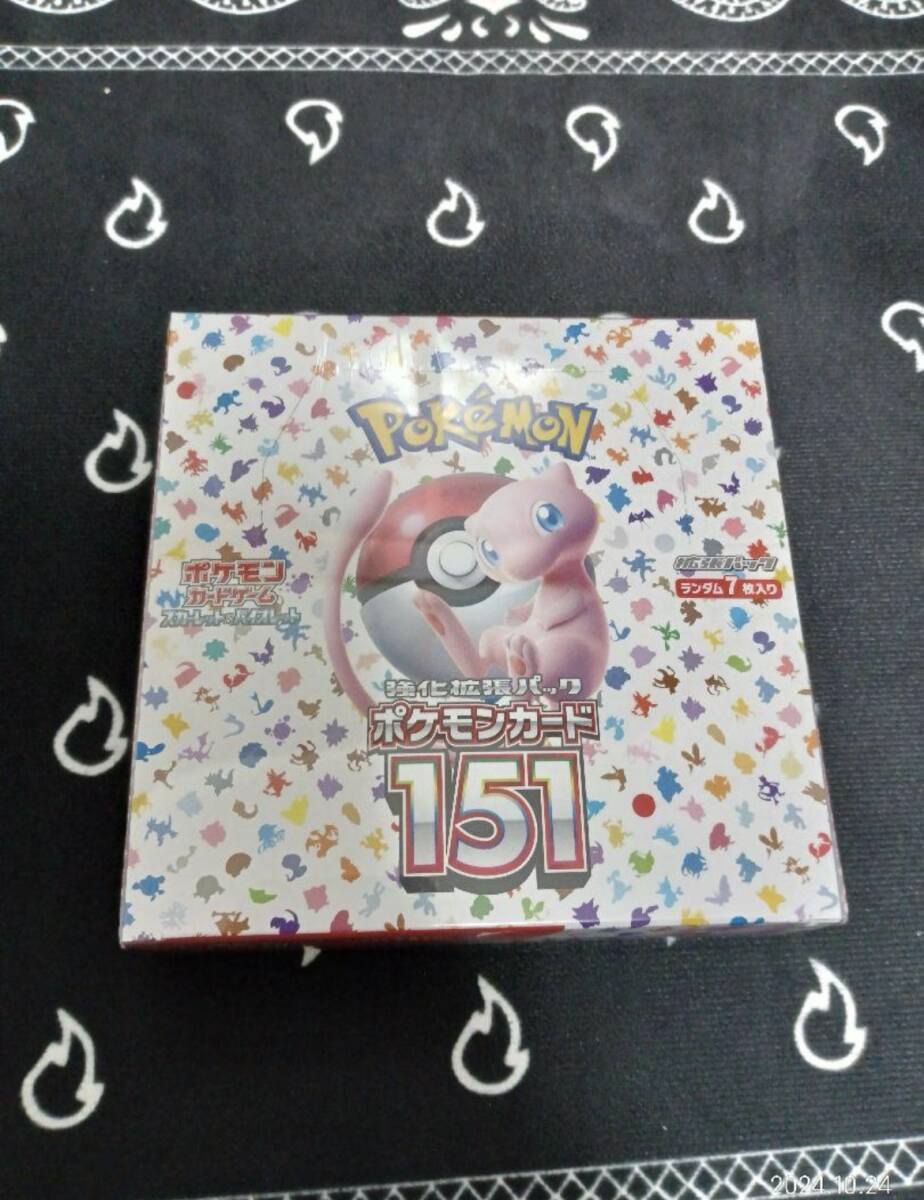 POKéMON
ポケモン
カードゲーム
スカーレット&バイオレット
拡張パック
ランダム7枚入り
強化拡張パック
ポケモンカード
151
2024.10.24